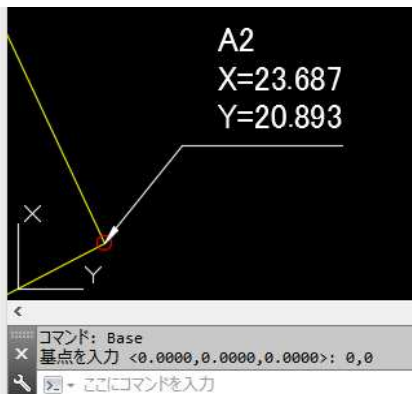 A2
X=23.687
Y=20.893
X
Y
コマンド: Base
基点を入力 <0.0000,0.0000,0.0000>: 0,0
ここにコマンドを入力